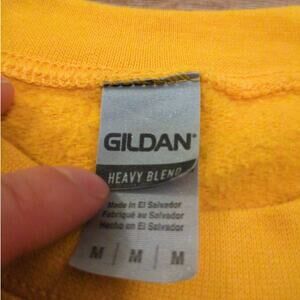 GILDAN®
HEAVY BLEND
Made in El Salvador
Fabriqué au Salvador
Hecho en El Salvador
M | M | M